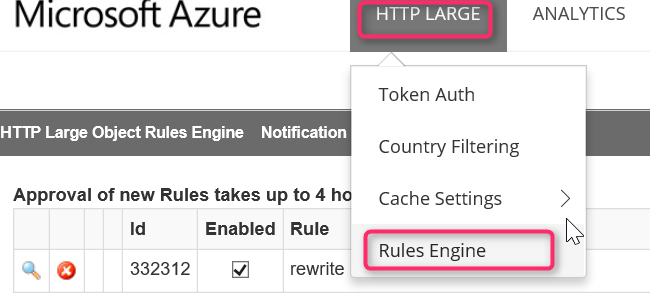 Microsoft Azure
HTTP LARGE
ANALYTICS
Token Auth
Country Filtering
Cache Settings
Rules Engine
HTTP Large Object Rules Engine Notification
Approval of new Rules takes up to 4 ho
Id Enabled Rule
332312 rewrite